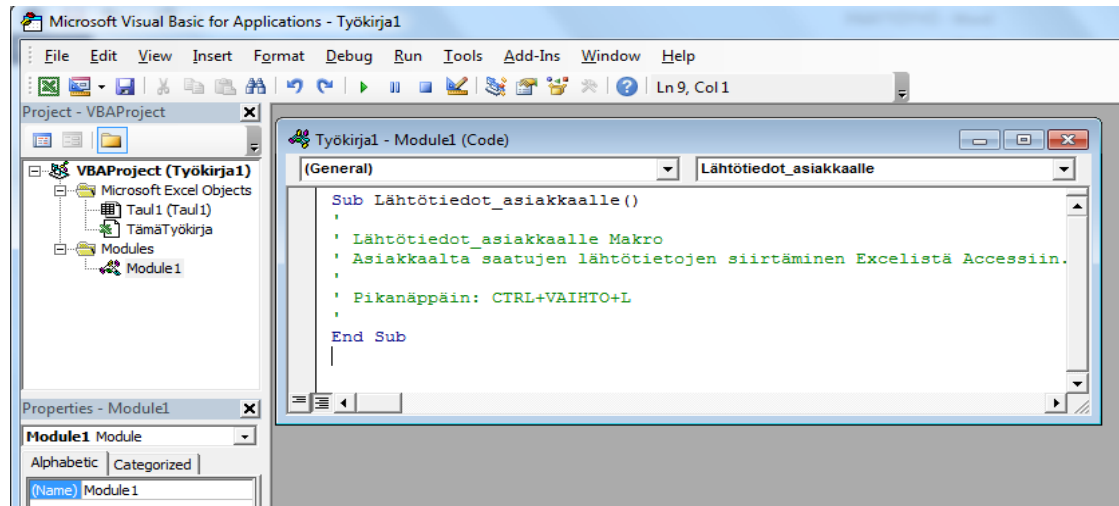 Microsoft Visual Basic for Applications - Työkirja1
File Edit View Insert Format Debug Run Tools Add-Ins Window Help
Ln 9, Col 1
Project - VBAProject
VBAProject (Työkirja1)
Microsoft Excel Objects
Taul1 (Taul1)
TämäTyökirja
Modules
Module1
Työkirja1 - Module1 (Code)
(General) Lähtötiedot_asiakkaalle
Sub Lähtötiedot_asiakkaalle()
'
' Lähtötiedot_asiakkaalle Makro
' Asiakkaalta saatujen lähtötietojen siirtäminen Excelistä Accessiin.
'
' Pikanäppäin: CTRL+VAIHTO+L
'
End Sub
Properties - Module1
Module1 Module
Alphabetic Categorized
(Name) Module1